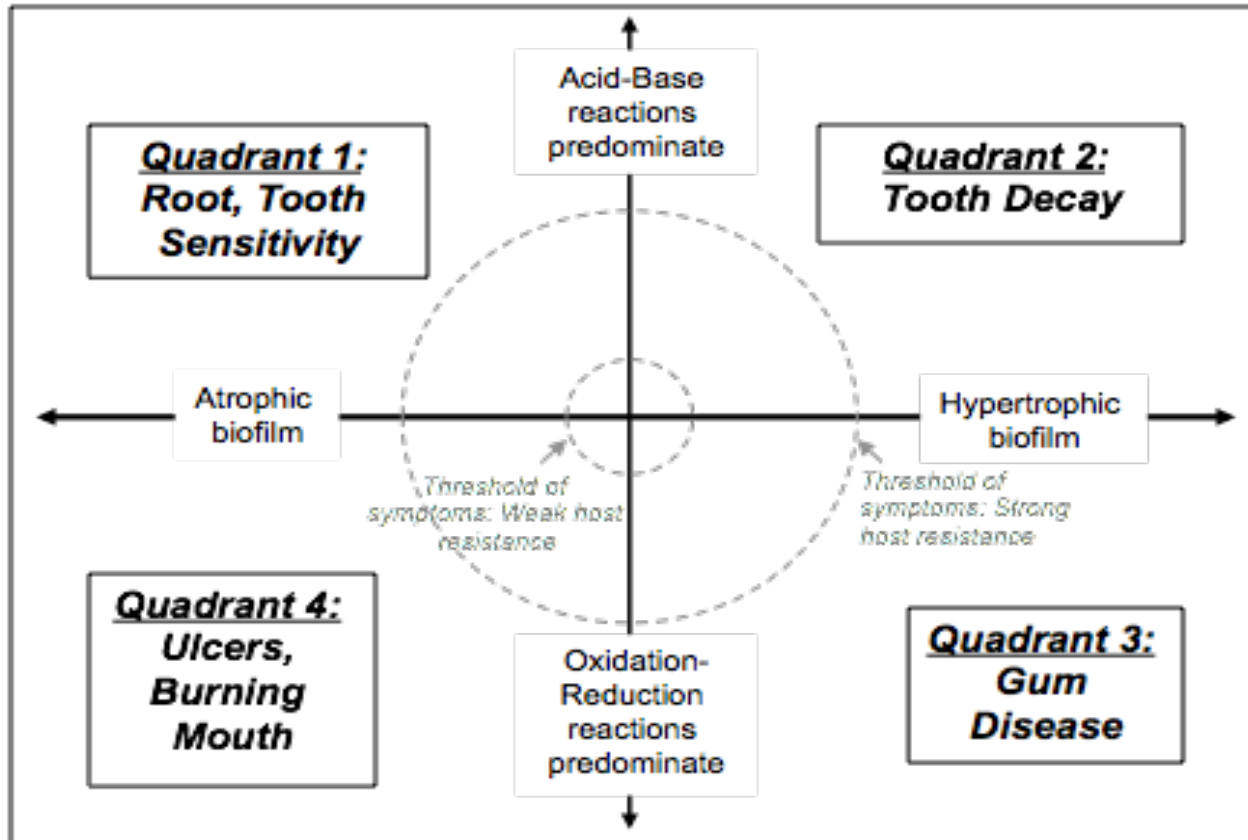 Acid-Base
reactions
predominate
Quadrant 1:
Root, Tooth
Sensitivity
Quadrant 2:
Tooth Decay
Atrophic
biofilm
Hypertrophic
biofilm
Threshold of
symptoms: Weak host
resistance
Threshold of
symptoms: Strong
host resistance
Quadrant 4:
Ulcers,
Burning
Mouth
Oxidation-
Reduction
reactions
predominate
Quadrant 3:
Gum
Disease